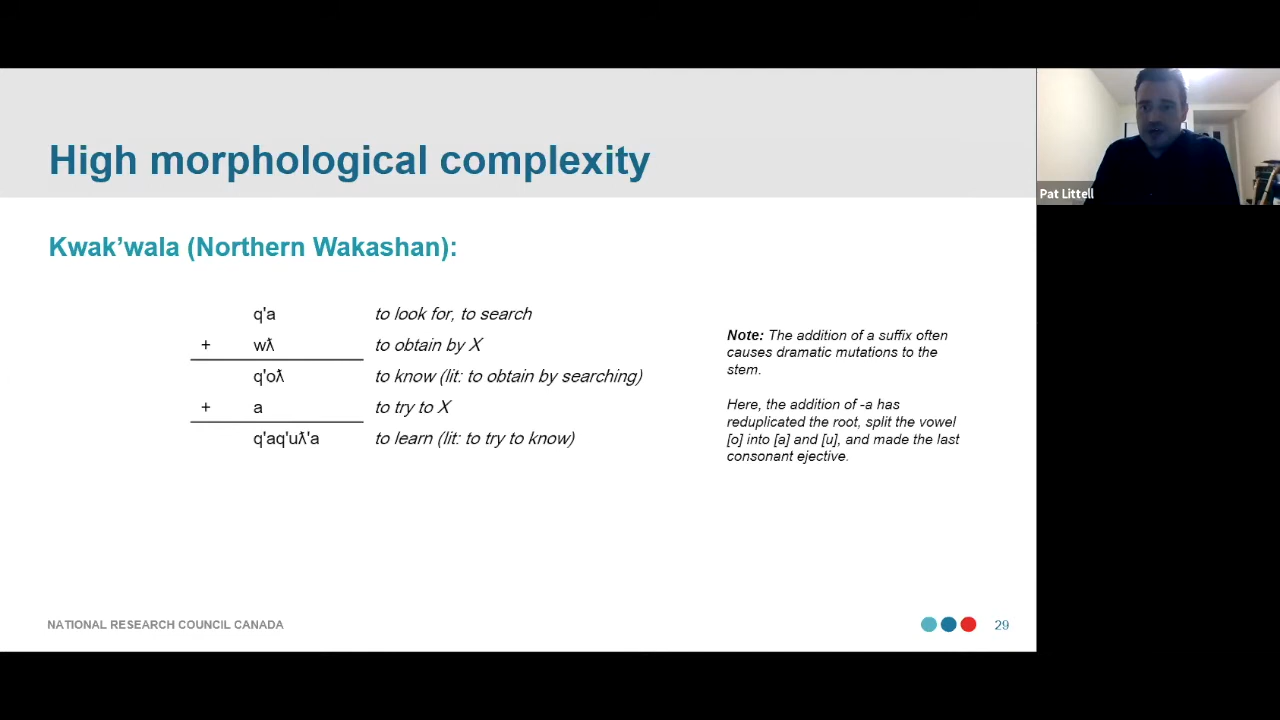 High morphological complexity
Pat Littell
Kwak’wala (Northern Wakashan):
q'a to look for, to search
+ wƛ to obtain by X
q'oƛ to know (lit: to obtain by searching)
+ a to try to X
q'aq'uƛ'a to learn (lit: to try to know)
Note: The addition of a suffix often
causes dramatic mutations to the
stem.
Here, the addition of -a has
reduplicated the root, split the vowel
[o] into [a] and [u], and made the last
consonant ejective.
NATIONAL RESEARCH COUNCIL CANADA
29